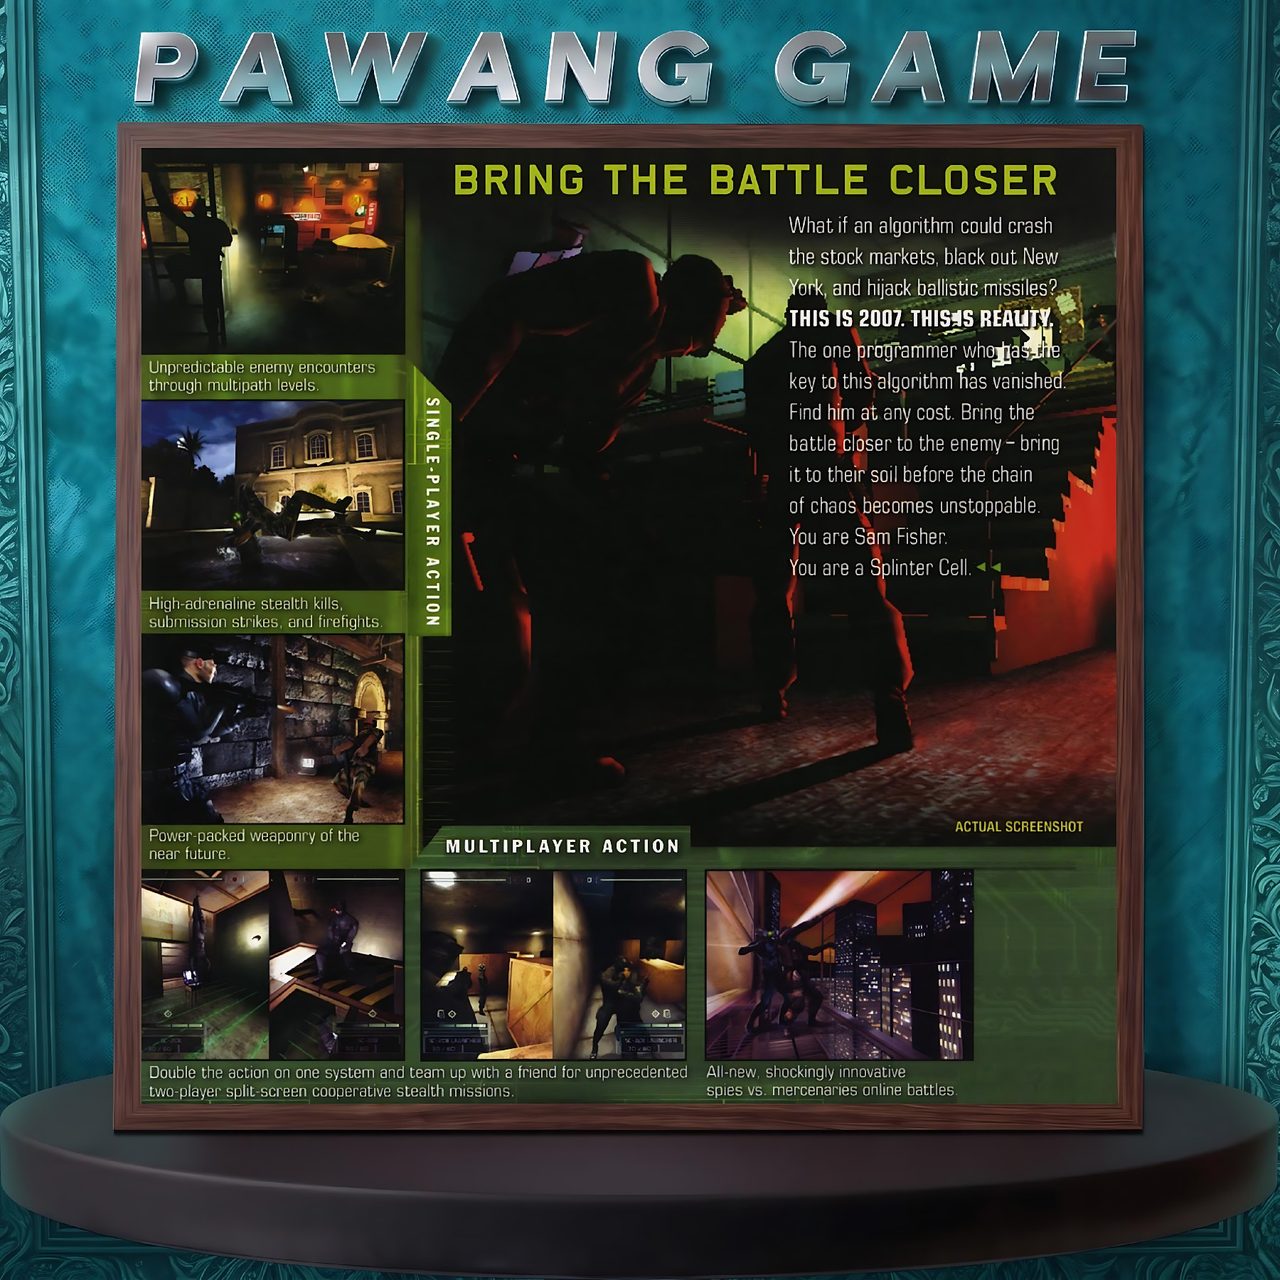 PAWANG GAME
BRING THE BATTLE CLOSER
What if an algorithm could crash
the stock markets, black out New
York, and hijack ballistic missiles?
THIS IS 2007. THIS IS REALITY.
The one programmer who has the
key to this algorithm has vanished.
Find him at any cost. Bring the
battle closer to the enemy – bring
it to their soil before the chain
of chaos becomes unstoppable.
You are Sam Fisher.
You are a Splinter Cell.
ACTUAL SCREENSHOT
SINGLE-PLAYER ACTION
Unpredictable enemy encounters
through multipath levels.
High-adrenaline stealth kills,
submission strikes, and firefights.
Power-packed weaponry of the
near future.
MULTIPLAYER ACTION
Double the action on one system and team up with a friend for unprecedented
two-player split-screen cooperative stealth missions.
All-new, shockingly innovative
spies vs. mercenaries online battles.